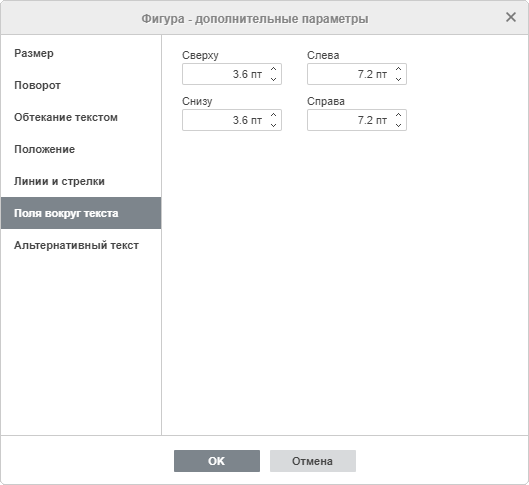 Фигура - дополнительные параметры
Размер
Поворот
Обтекание текстом
Положение
Линии и стрелки
Поля вокруг текста
Альтернативный текст
Сверху Слева
3.6 пт 7.2 пт
Снизу Справа
3.6 пт 7.2 пт
OK Отмена